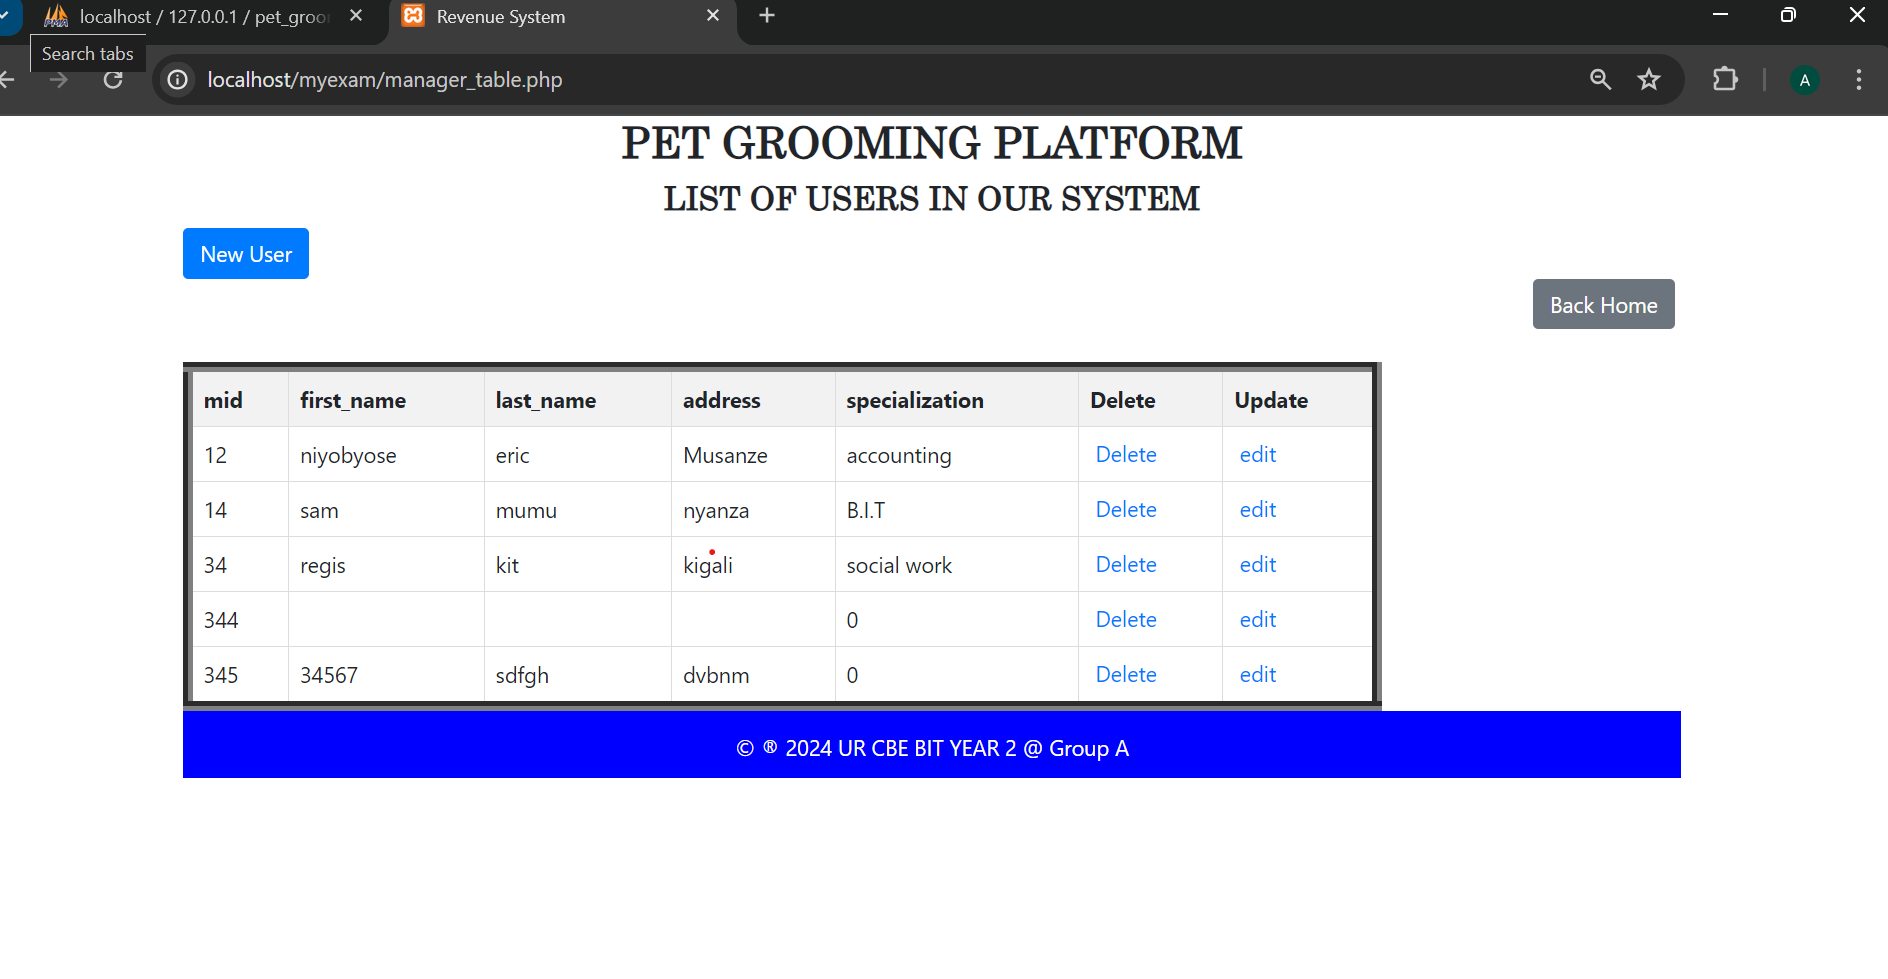 localhost / 127.0.0.1 / pet_groo
Revenue System
Search tabs
localhost/myexam/manager_table.php
A
PET GROOMING PLATFORM
LIST OF USERS IN OUR SYSTEM
New User
Back Home
mid first_name last_name address specialization Delete Update
12 niyobyose eric Musanze accounting Delete edit
14 sam mumu nyanza B.I.T Delete edit
34 regis kit kigali social work Delete edit
344 0 Delete edit
345 34567 sdfgh dvbnm 0 Delete edit
© ® 2024 UR CBE BIT YEAR 2 @ Group A